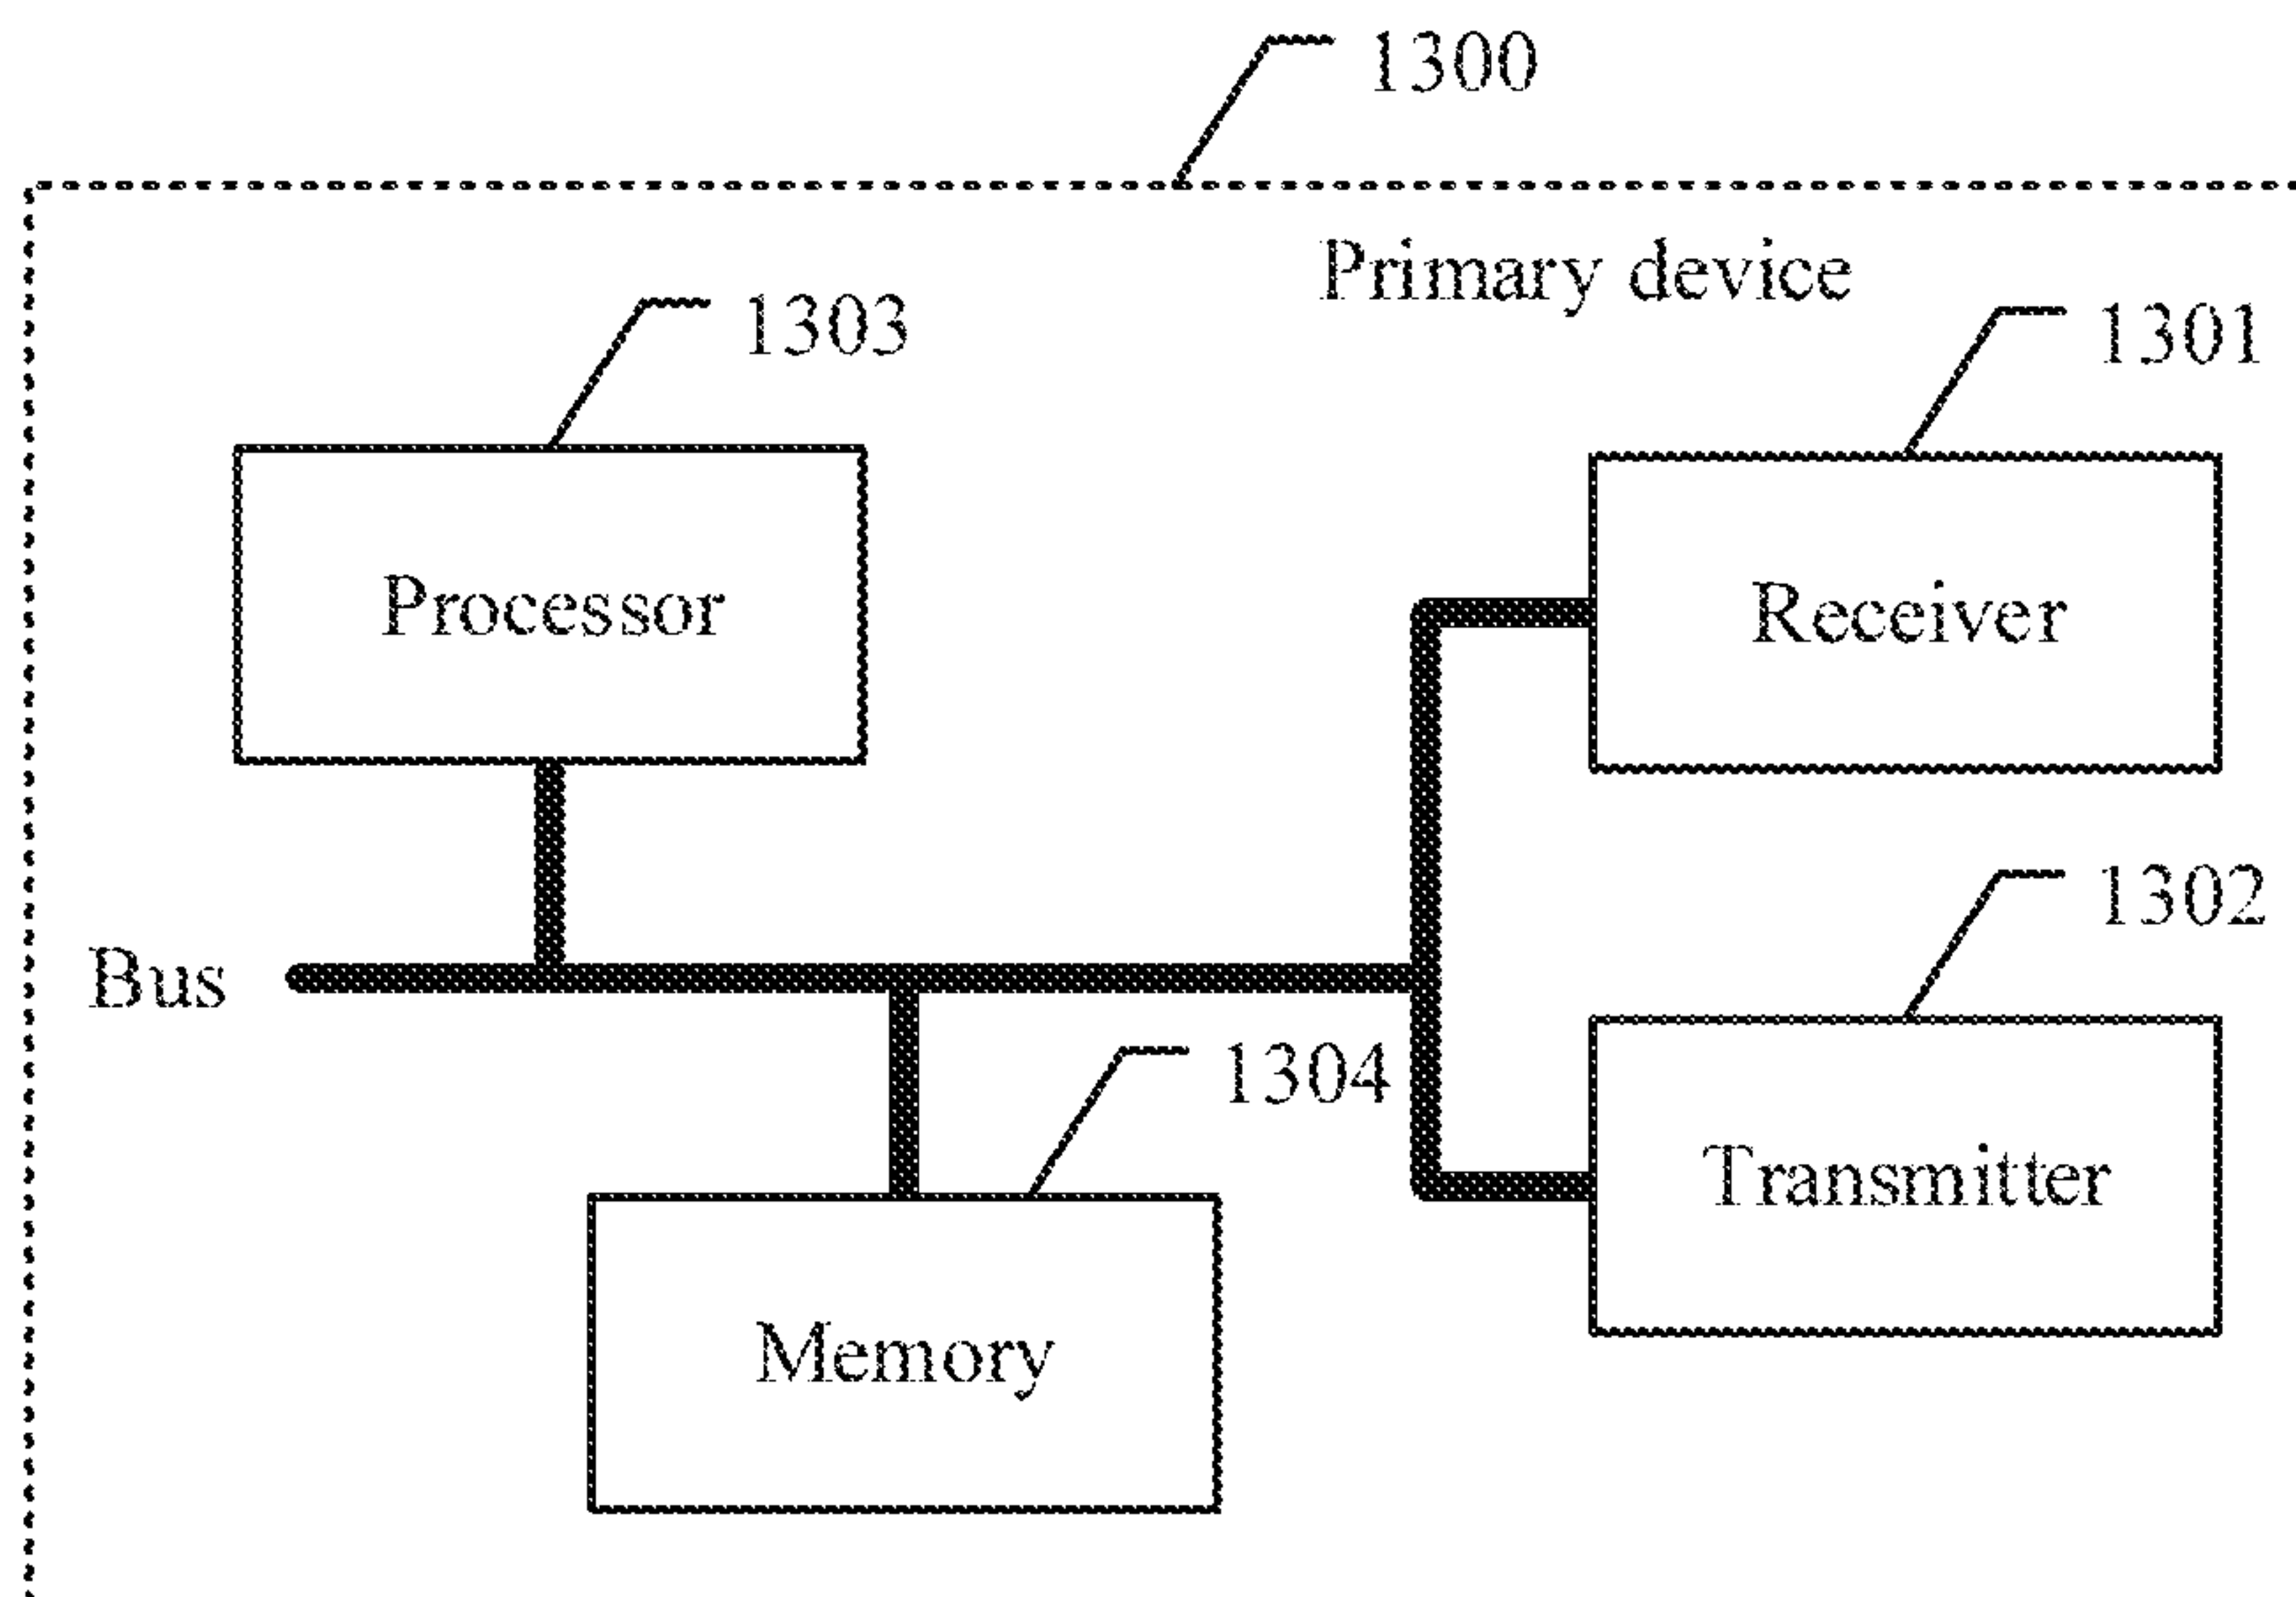 1300
Primary device
1303
1301
Processor
Receiver
1302
Bus
1304
Transmitter
Memory